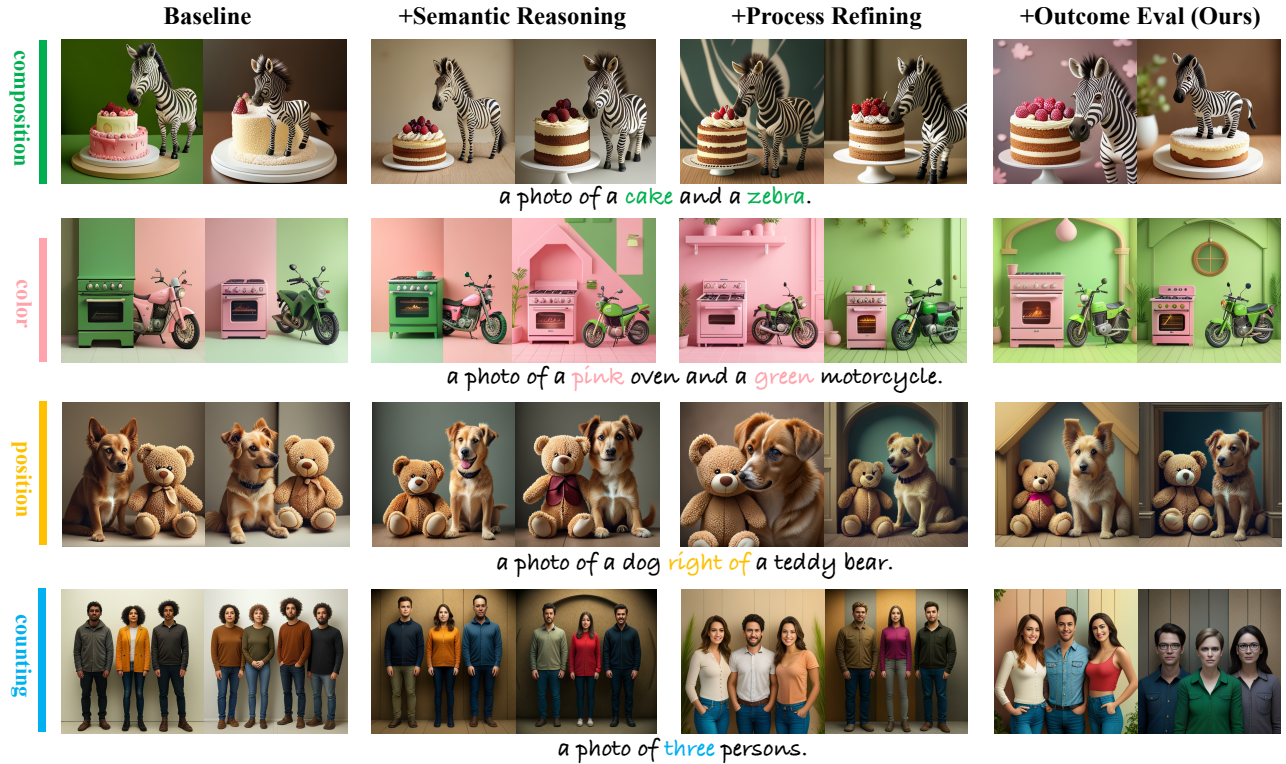 Baseline
+Semantic Reasoning
+Process Refining
+Outcome Eval (Ours)
composition
a photo of a cake and a zebra.
color
a photo of a pink oven and a green motorcycle.
position
a photo of a dog right of a teddy bear.
counting
a photo of three persons.